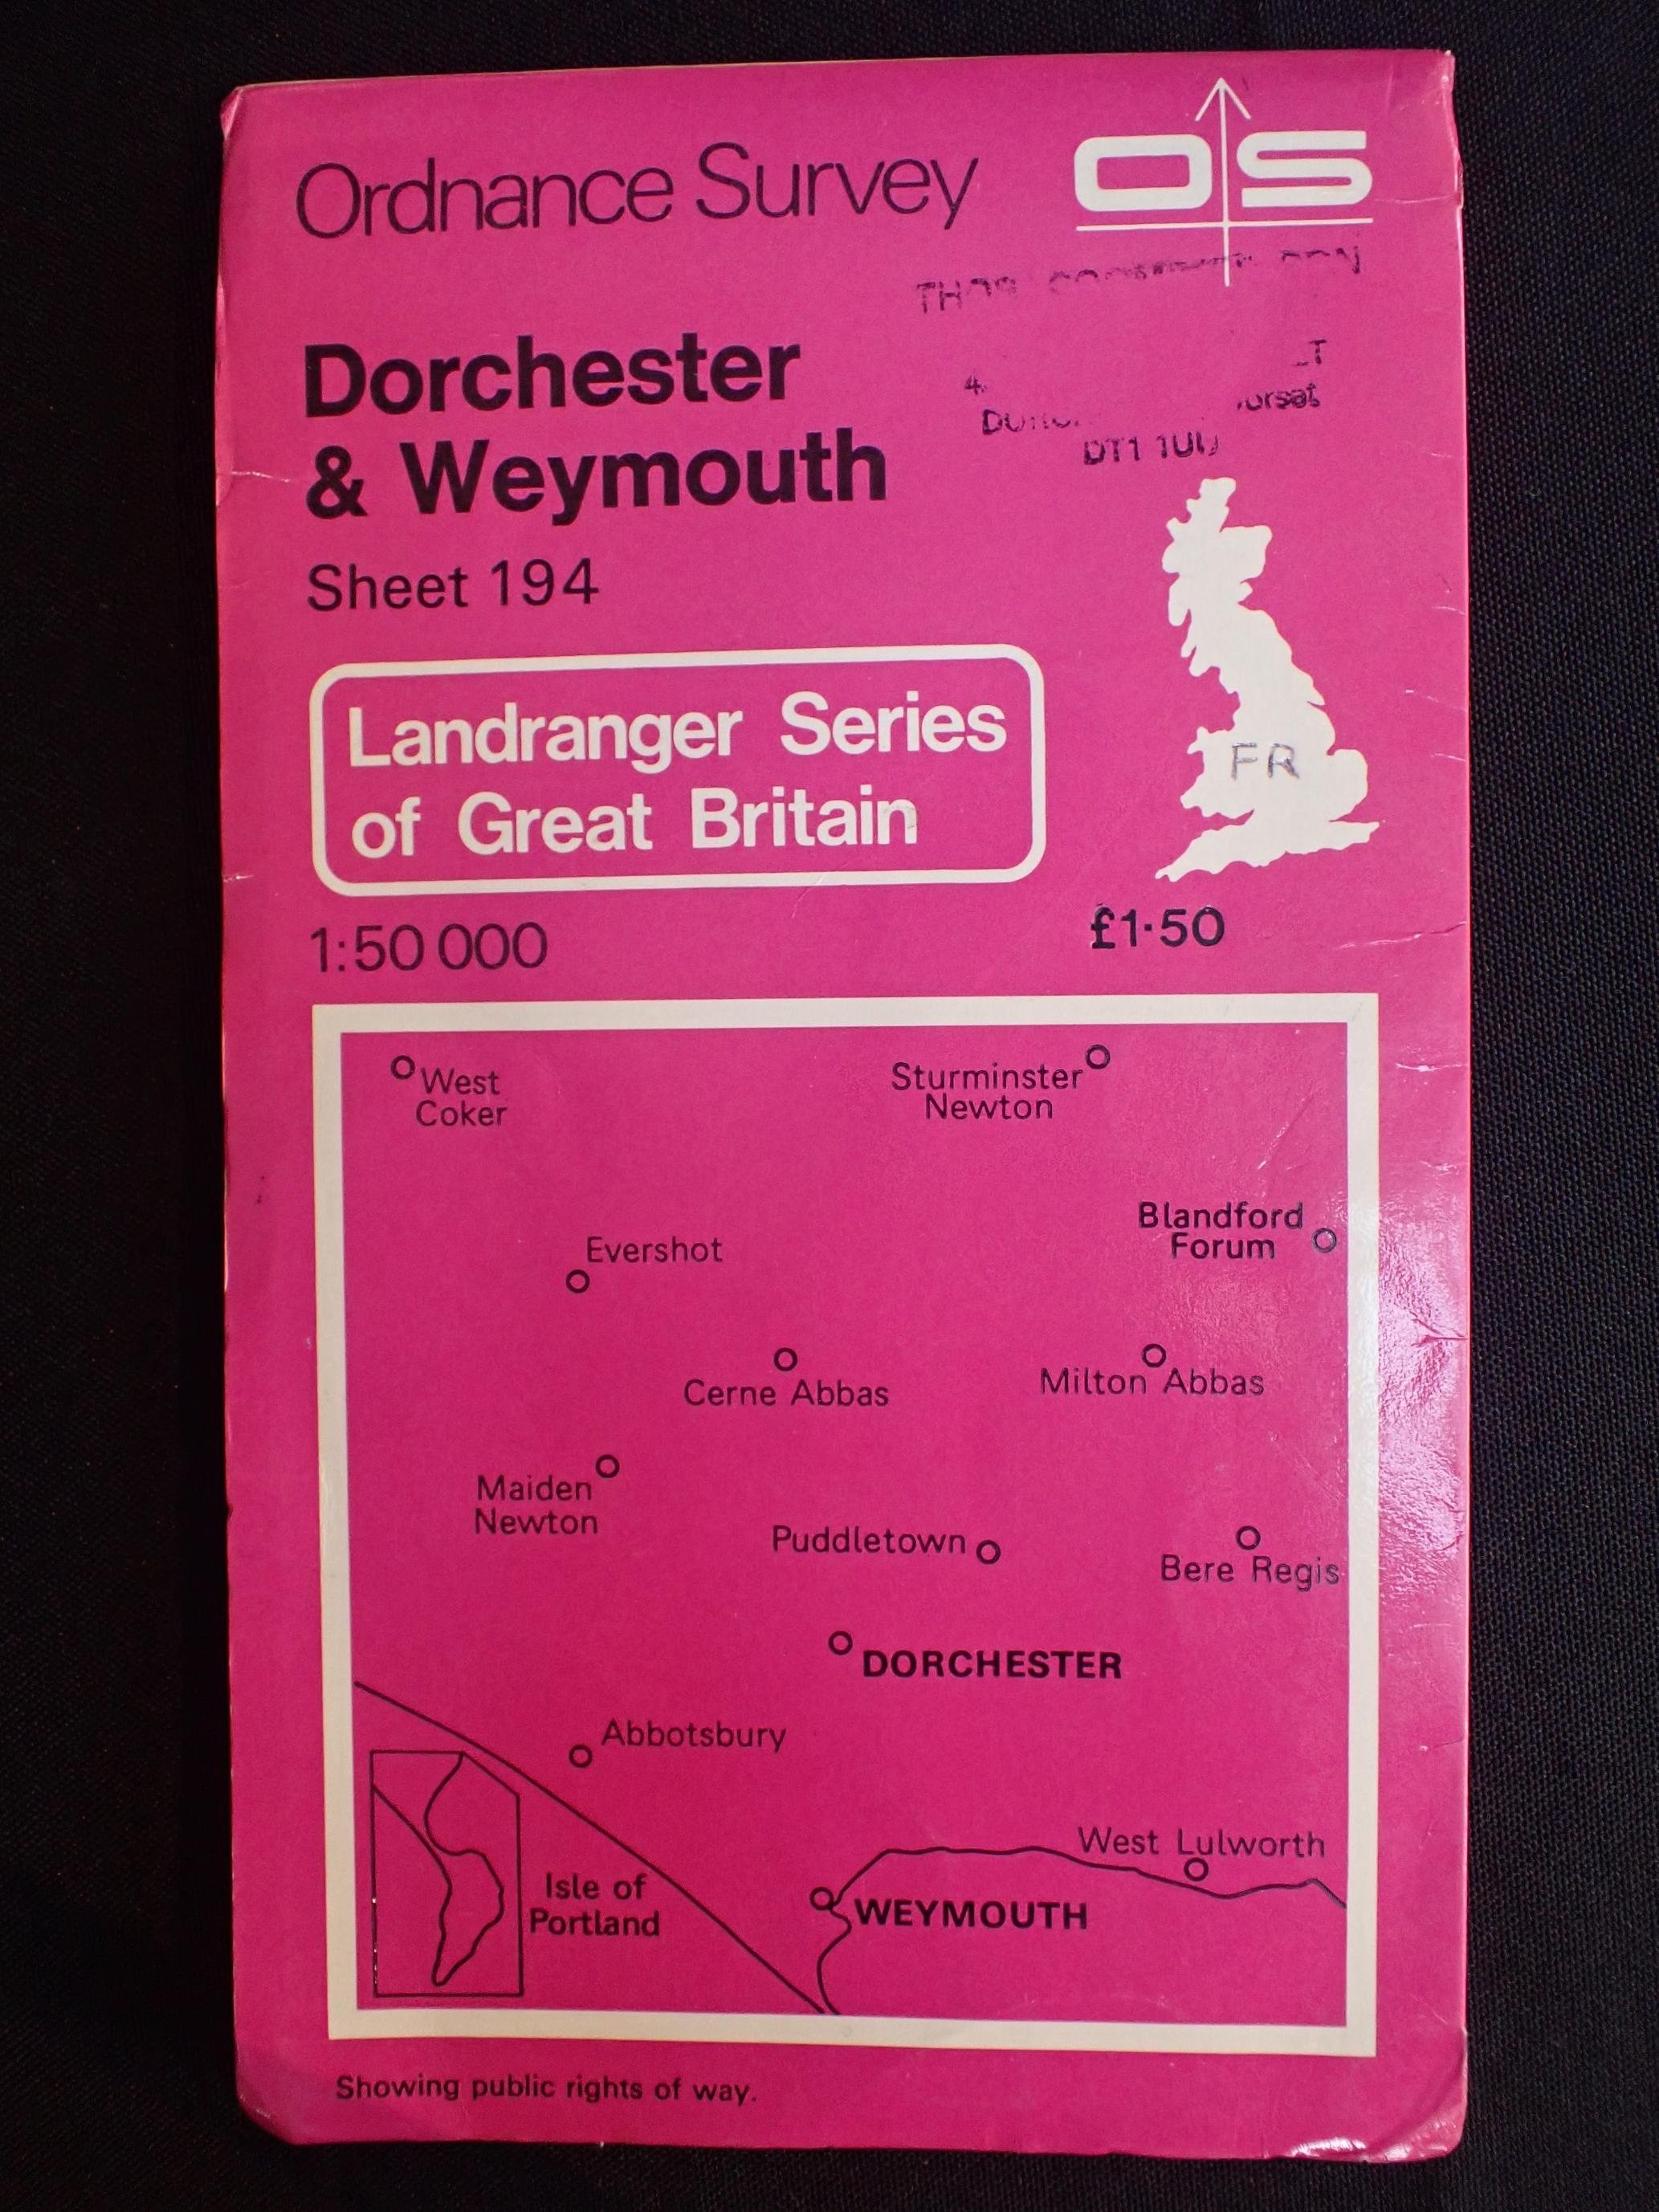 Ordnance Survey
OS
Dorchester
& Weymouth
Sheet 194
DT1
Landranger Series
of Great Britain
FR
1:50 000
£1·50
West
Coker
Sturminster
Newton
Blandford
Forum
Evershot
Cerne Abbas
Milton Abbas
Maiden
Newton
Puddletown
Bere Regis
DORCHESTER
Abbotsbury
West Lulworth
Isle of
Portland
WEYMOUTH
Showing public rights of way.